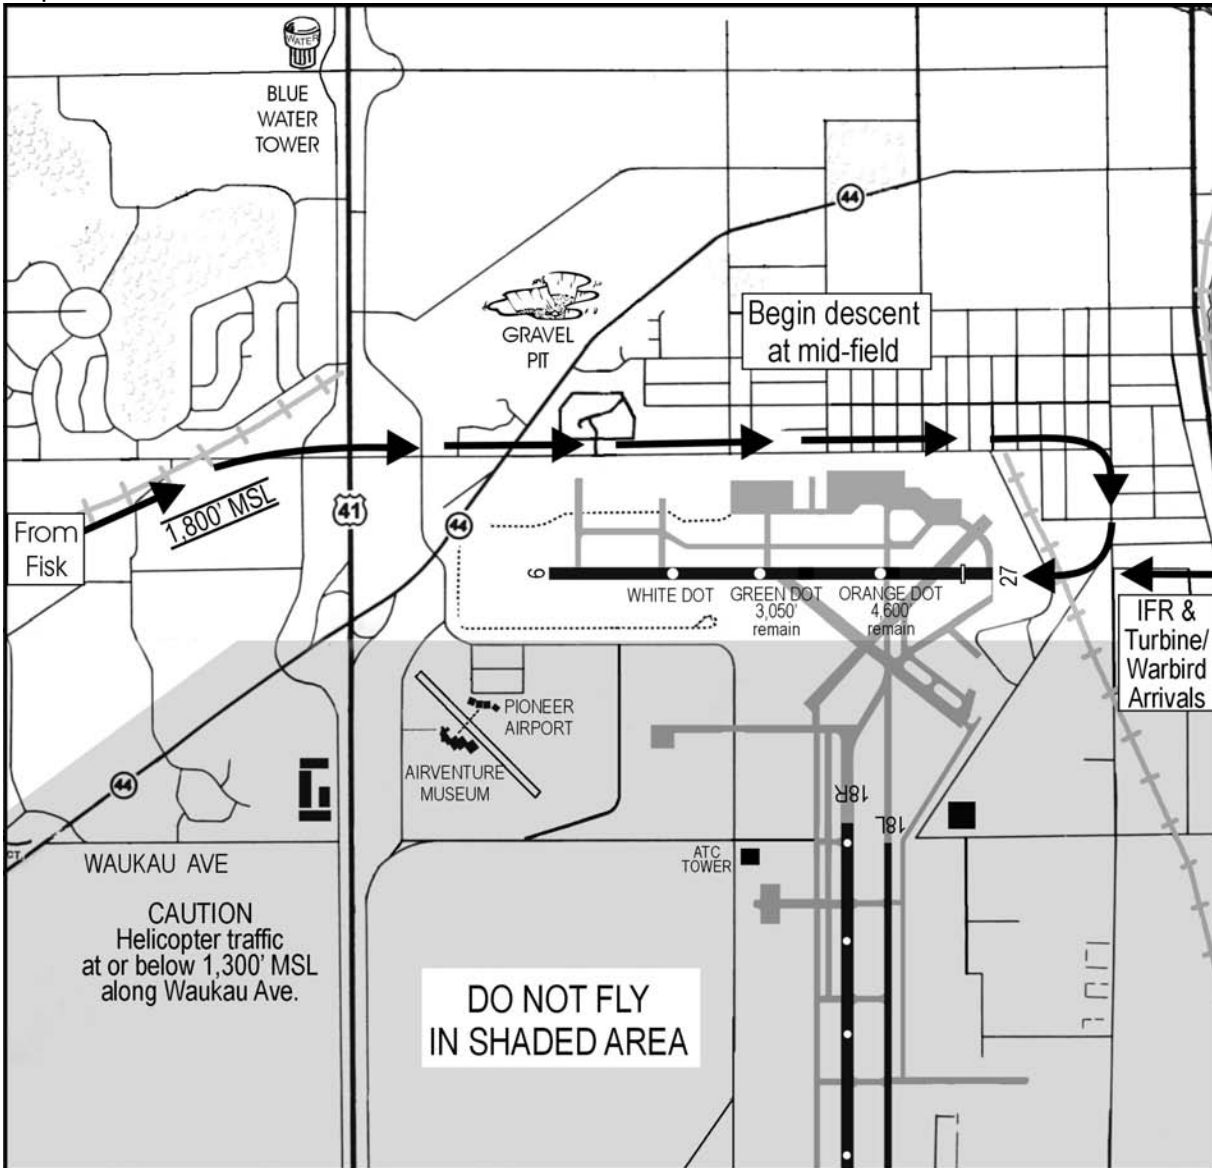 WATER
BLUE
WATER
TOWER
44
GRAVEL
PIT
Begin descent
at mid-field
From
Fisk
1,800' MSL
41
44
9
27
WHITE DOT
GREEN DOT
3,050'
remain
ORANGE DOT
4,600'
remain
IFR &
Turbine/
Warbird
Arrivals
PIONEER
AIRPORT
AIRVENTURE
MUSEUM
44
18R
18L
CT.
WAUKAU AVE
ATC
TOWER
CAUTION
Helicopter traffic
at or below 1,300' MSL
along Waukau Ave.
DO NOT FLY
IN SHADED AREA